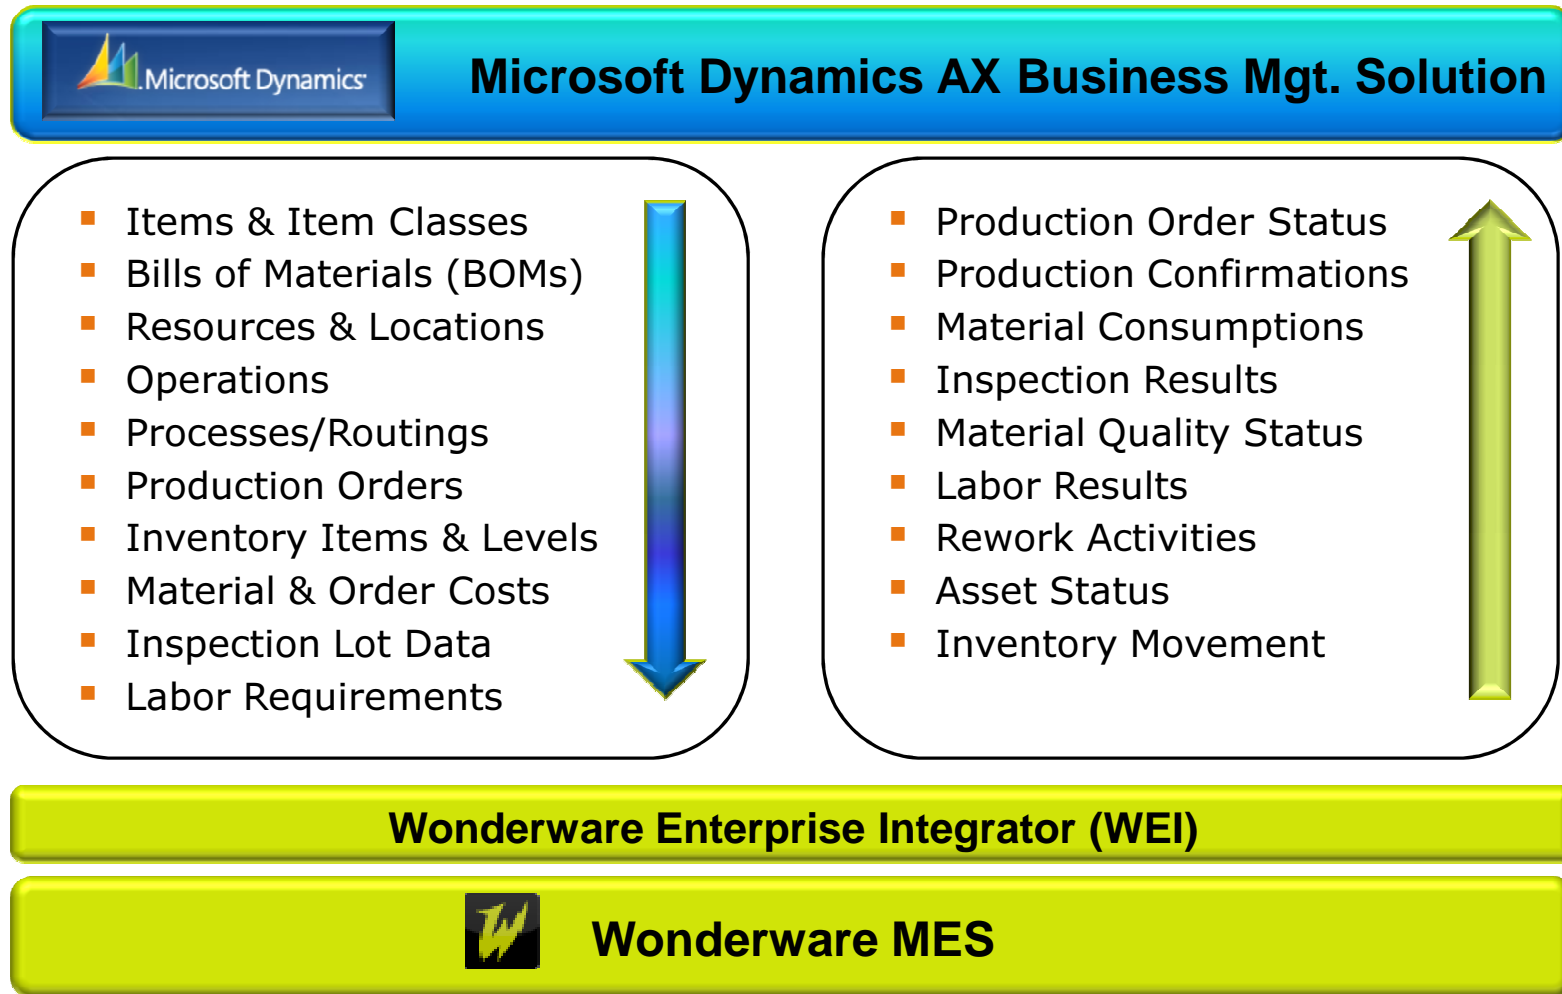 Microsoft Dynamics
Microsoft Dynamics AX Business Mgt. Solution
Items & Item Classes
Bills of Materials (BOMs)
Resources & Locations
Operations
Processes/Routings
Production Orders
Inventory Items & Levels
Material & Order Costs
Inspection Lot Data
Labor Requirements
Production Order Status
Production Confirmations
Material Consumptions
Inspection Results
Material Quality Status
Labor Results
Rework Activities
Asset Status
Inventory Movement
Wonderware Enterprise Integrator (WEI)
W
Wonderware MES